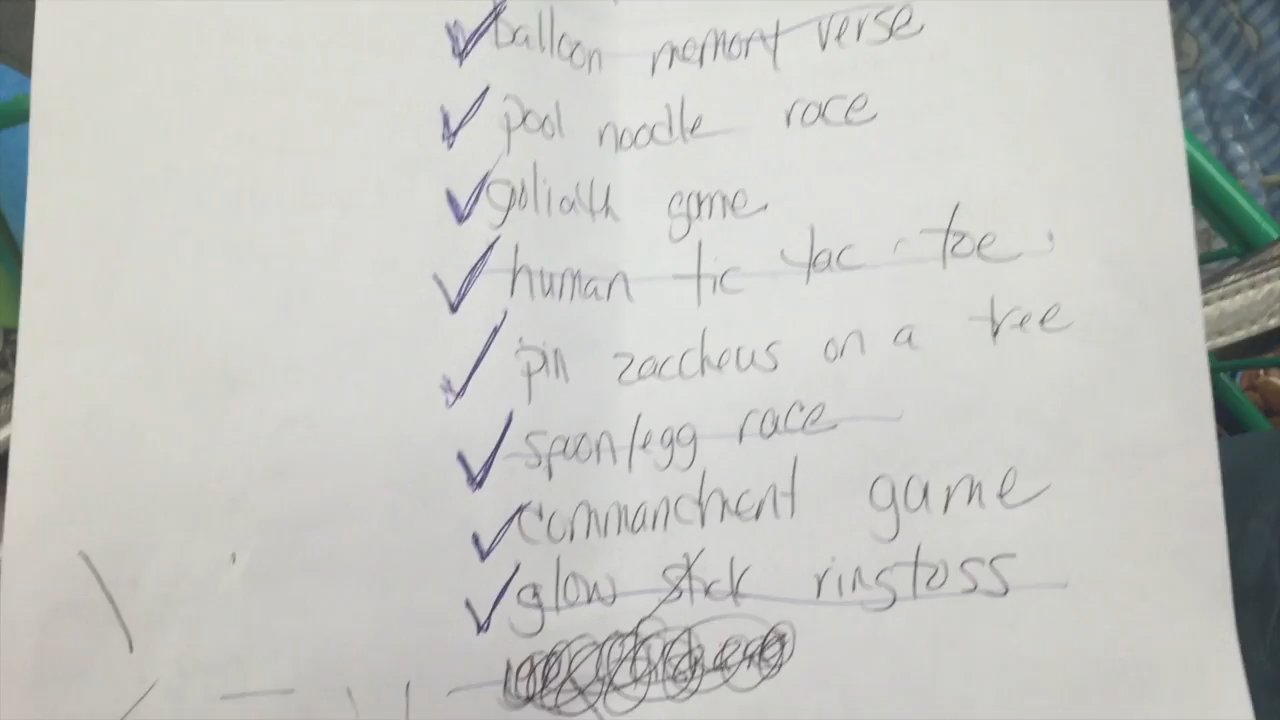 balloon memory verse
pool noodle race
goliath game
human tic tac toe
pin zaccheus on a tree
spoon/egg race
commandment game
glow stick ringtoss